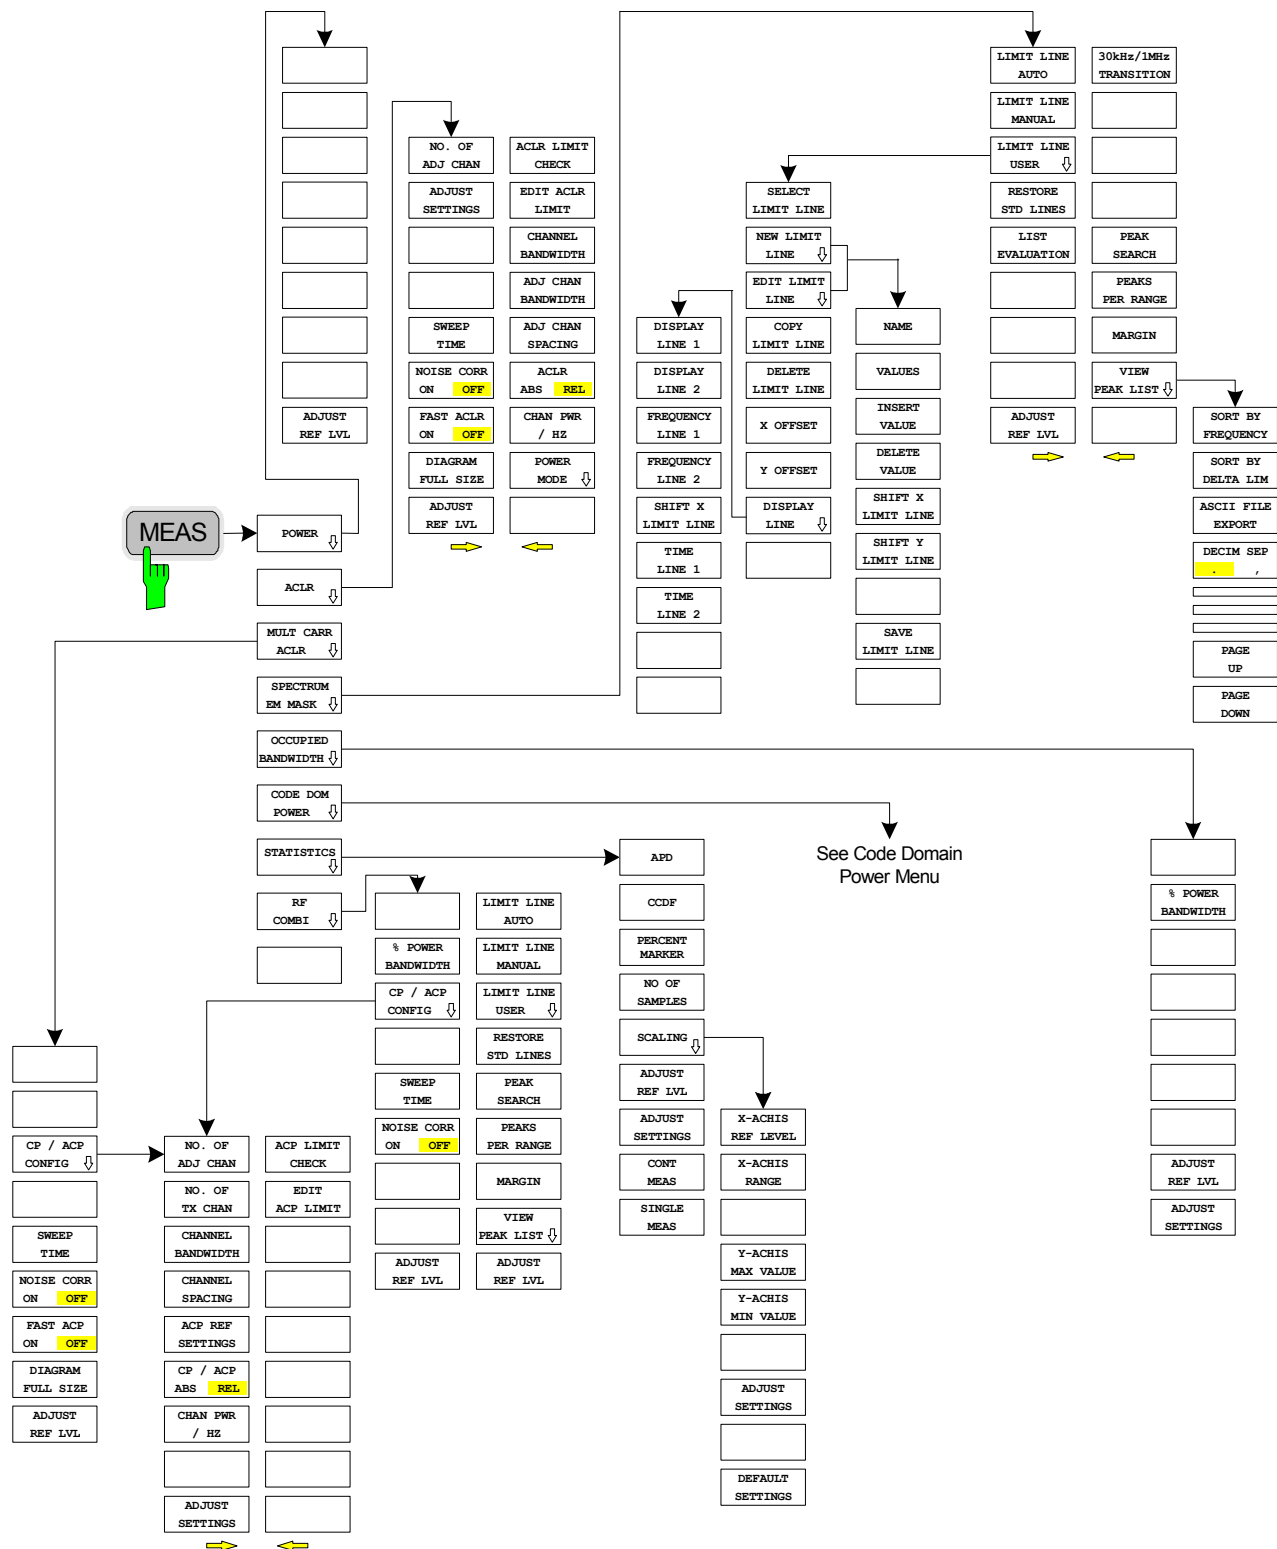 MEAS
POWER
ACLR
MULT CARR
ACLR
SPECTRUM
EM MASK
OCCUPIED
BANDWIDTH
CODE DOM
POWER
STATISTICS
RF
COMBI
ADJUST
REF LVL
NO. OF
ADJ CHAN
ADJUST
SETTINGS
SWEEP
TIME
NOISE CORR
ON OFF
FAST ACLR
ON OFF
DIAGRAM
FULL SIZE
ADJUST
REF LVL
ACLR LIMIT
CHECK
EDIT ACLR
LIMIT
CHANNEL
BANDWIDTH
ADJ CHAN
BANDWIDTH
ADJ CHAN
SPACING
ACLR
ABS REL
CHAN PWR
/ HZ
POWER
MODE
DISPLAY
LINE 1
DISPLAY
LINE 2
FREQUENCY
LINE 1
FREQUENCY
LINE 2
SHIFT X
LIMIT LINE
TIME
LINE 1
TIME
LINE 2
SELECT
LIMIT LINE
NEW LIMIT
LINE
EDIT LIMIT
LINE
COPY
LIMIT LINE
DELETE
LIMIT LINE
X OFFSET
Y OFFSET
DISPLAY
LINE
NAME
VALUES
INSERT
VALUE
DELETE
VALUE
SHIFT X
LIMIT LINE
SHIFT Y
LIMIT LINE
SAVE
LIMIT LINE
LIMIT LINE
AUTO
LIMIT LINE
MANUAL
LIMIT LINE
USER
RESTORE
STD LINES
LIST
EVALUATION
ADJUST
REF LVL
30kHz/1MHz
TRANSITION
PEAK
SEARCH
PEAKS
PER RANGE
MARGIN
VIEW
PEAK LIST
SORT BY
FREQUENCY
SORT BY
DELTA LIM
ASCII FILE
EXPORT
DECIM SEP
. ,
PAGE
UP
PAGE
DOWN
See Code Domain
Power Menu
% POWER
BANDWIDTH
ADJUST
REF LVL
ADJUST
SETTINGS
APD
CCDF
PERCENT
MARKER
NO OF
SAMPLES
SCALING
ADJUST
REF LVL
ADJUST
SETTINGS
CONT
MEAS
SINGLE
MEAS
X-ACHIS
REF LEVEL
X-ACHIS
RANGE
Y-ACHIS
MAX VALUE
Y-ACHIS
MIN VALUE
ADJUST
SETTINGS
DEFAULT
SETTINGS
% POWER
BANDWIDTH
CP / ACP
CONFIG
SWEEP
TIME
NOISE CORR
ON OFF
ADJUST
REF LVL
LIMIT LINE
AUTO
LIMIT LINE
MANUAL
LIMIT LINE
USER
RESTORE
STD LINES
PEAK
SEARCH
PEAKS
PER RANGE
MARGIN
VIEW
PEAK LIST
ADJUST
REF LVL
CP / ACP
CONFIG
SWEEP
TIME
NOISE CORR
ON OFF
FAST ACP
ON OFF
DIAGRAM
FULL SIZE
ADJUST
REF LVL
NO. OF
ADJ CHAN
NO. OF
TX CHAN
CHANNEL
BANDWIDTH
CHANNEL
SPACING
ACP REF
SETTINGS
CP / ACP
ABS REL
CHAN PWR
/ HZ
ADJUST
SETTINGS
ACP LIMIT
CHECK
EDIT
ACP LIMIT